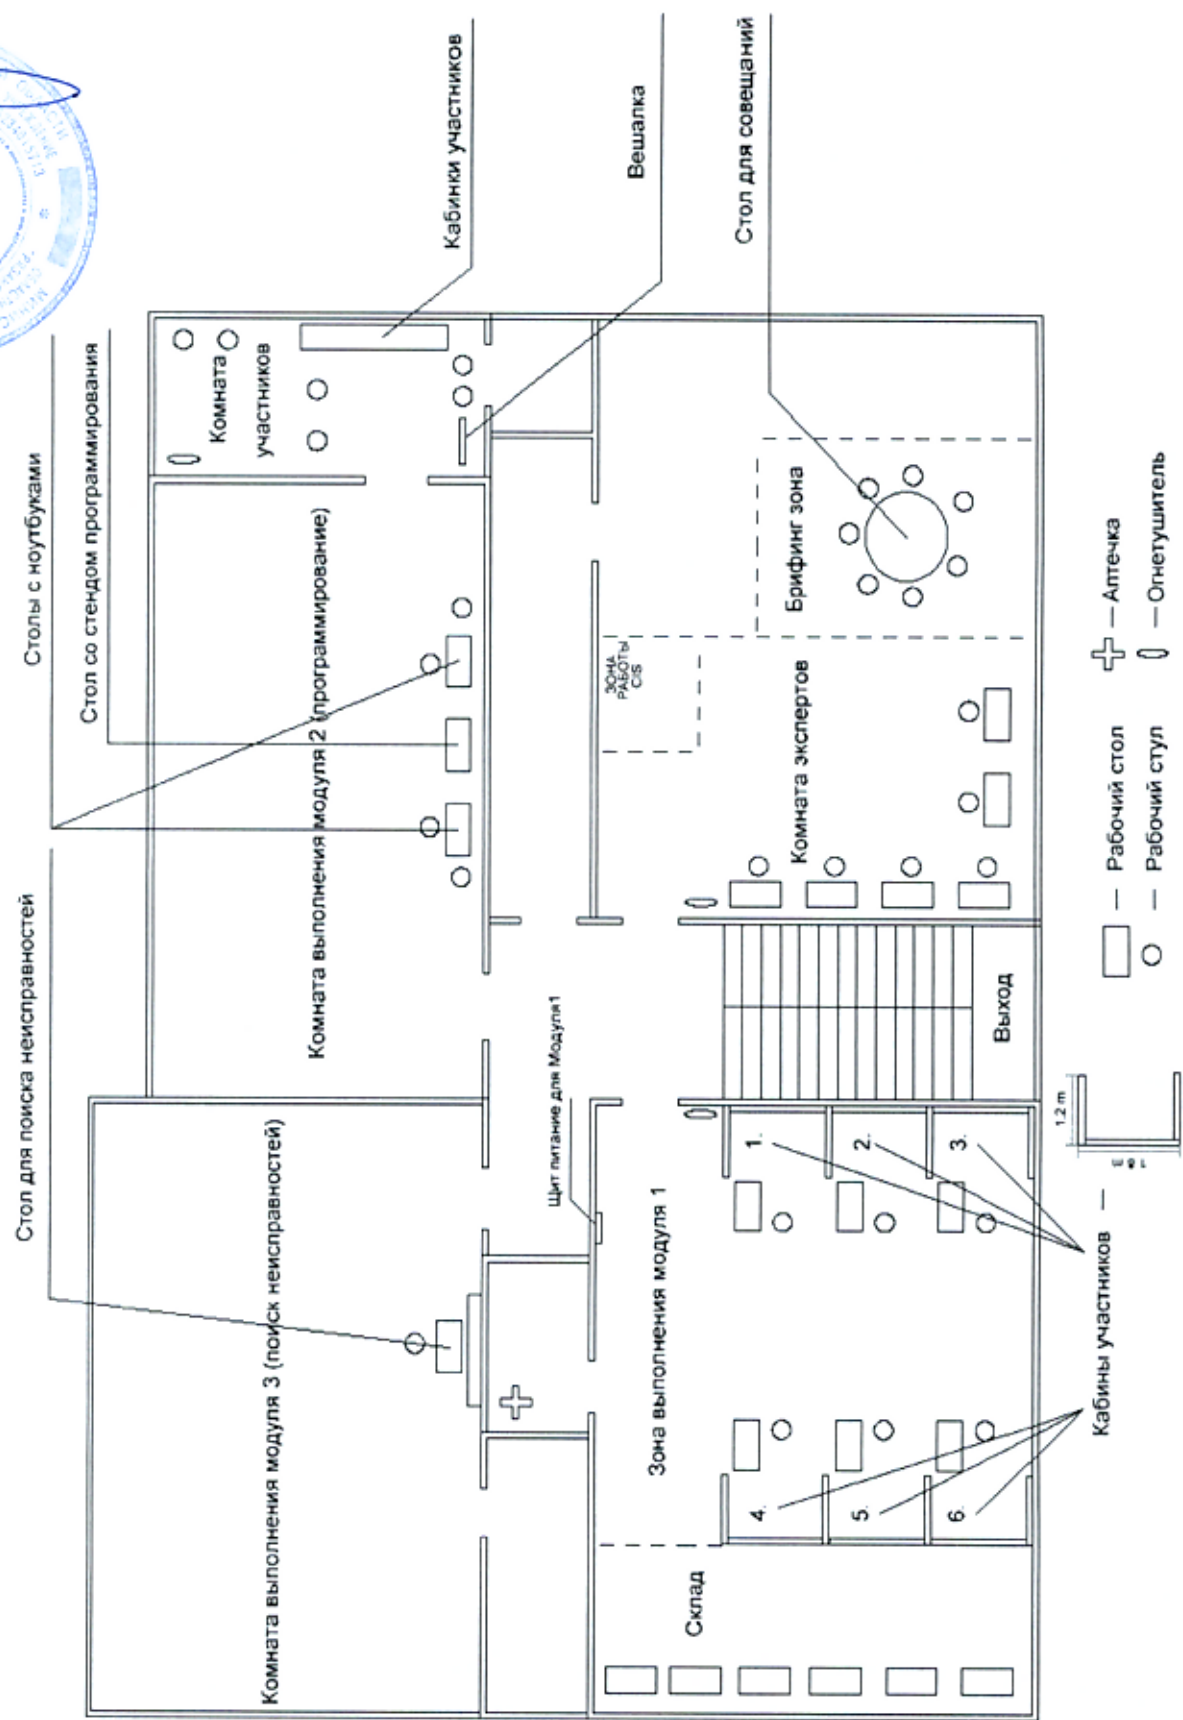 Стол для поиска неисправностей
Столы с ноутбуками
Стол со стендом программирования
Комната выполнения модуля 3 (поиск неисправностей)
Комната выполнения модуля 2 (программирование)
Комната
участников
Кабинки участников
Вешалка
Стол для совещаний
Щит питание для Модуля1
ЗОНА
РАБОТЫ
CIS
Зона выполнения модуля 1
Комната экспертов
Брифинг зона
Склад
4.
5.
6.
1.
2.
3.
Выход
Кабины участников —
1.2 m
— Рабочий стол
— Рабочий стул
— Аптечка
— Огнетушитель